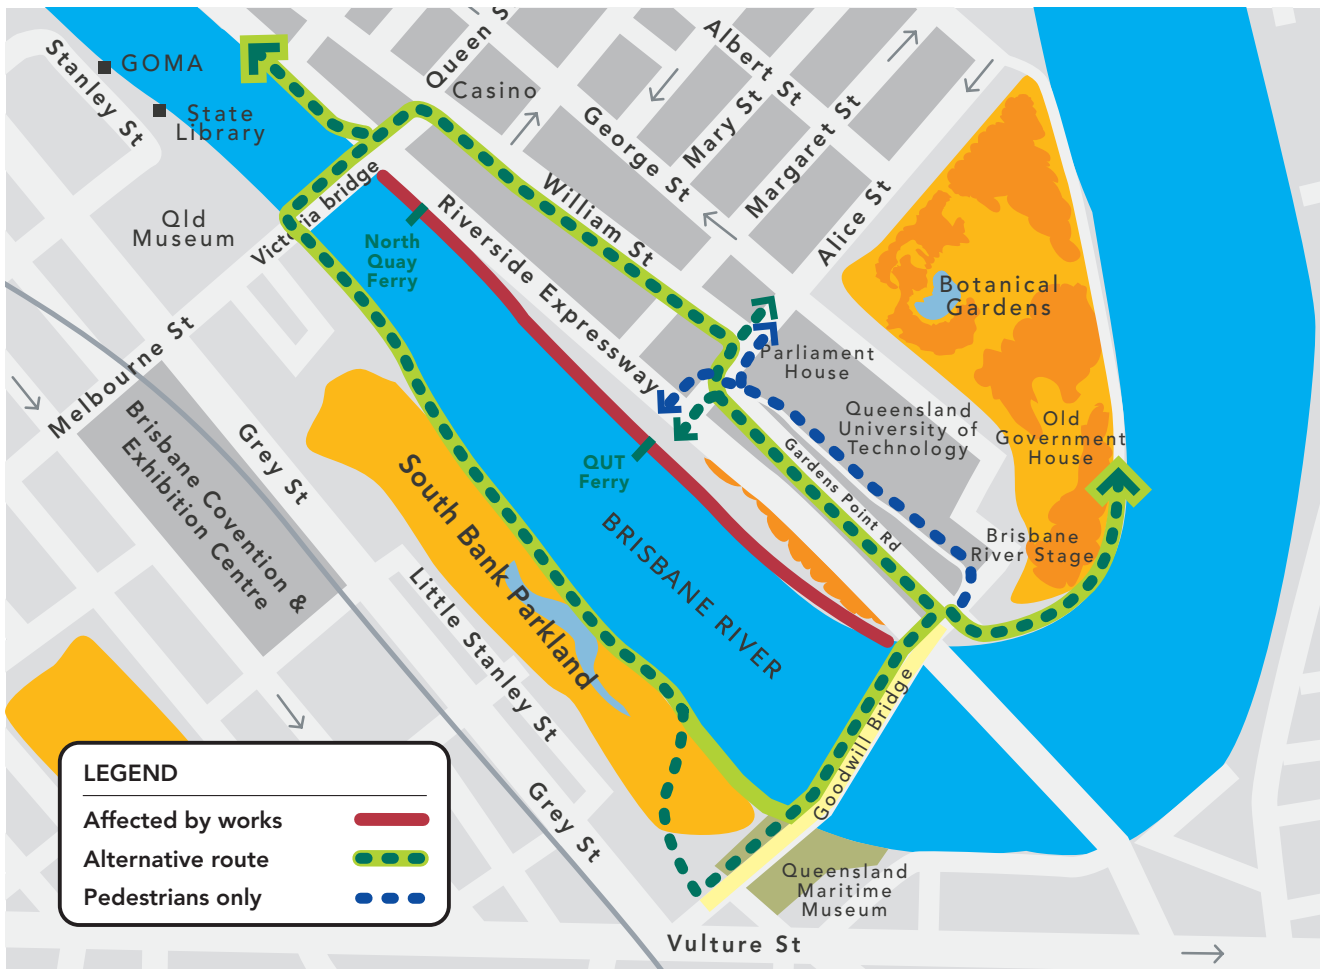 Stanley St
GOMA
State
Library
Qld
Museum
Queen S
Casino
Albert St
George St
Mary St
Margaret St
Alice St
William St
Riverside Expressway
Victoria bridge
North
Quay
Ferry
Melbourne St
Brisbane Covention &
Exhibition Centre
Grey St
South Bank Parkland
Little Stanley St
Grey St
QUT
Ferry
BRISBANE RIVER
Parliament
House
Queensland
University of
Technology
Gardens Point Rd
Botanical
Gardens
Old
Government
House
Brisbane
River Stage
Goodwill Bridge
Queensland
Maritime
Museum
Vulture St
LEGEND
Affected by works
Alternative route
Pedestrians only